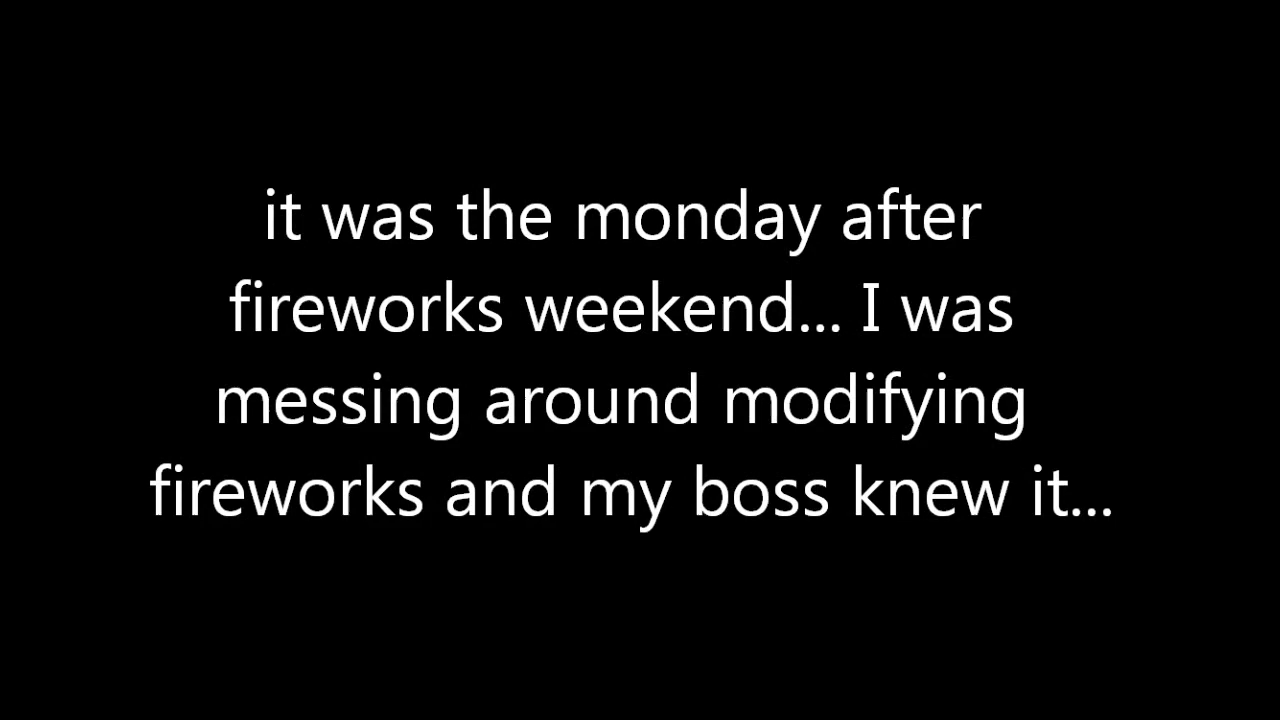 it was the monday after
fireworks weekend... I was
messing around modifying
fireworks and my boss knew it...